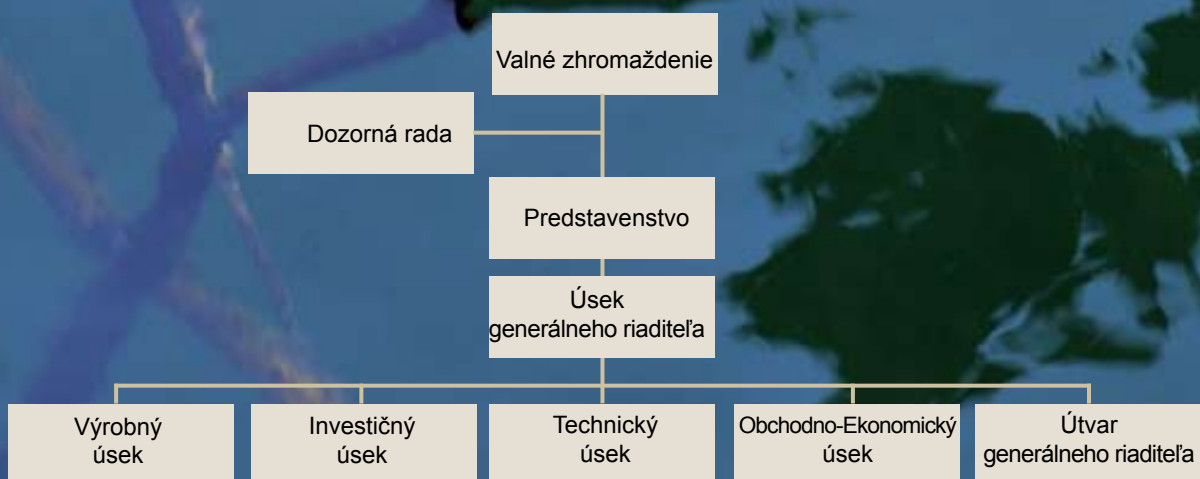 Valné zhromaždenie
Dozorná rada
Predstavenstvo
Úsek
generálneho riaditeľa
Výrobný
úsek
Investičný
úsek
Technický
úsek
Obchodno-Ekonomický
úsek
Útvar
generálneho riaditeľa